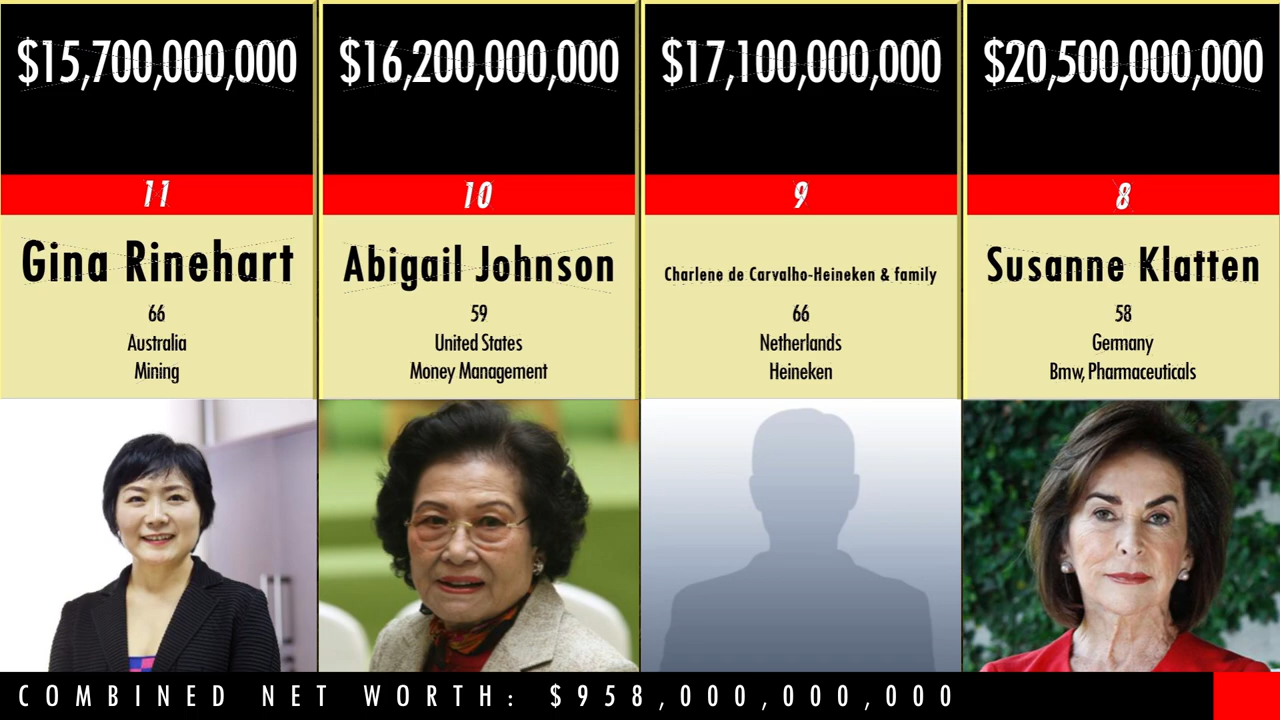 $15,700,000,000
11
Gina Rinehart
66
Australia
Mining
$16,200,000,000
10
Abigail Johnson
59
United States
Money Management
$17,100,000,000
9
Charlene de Carvalho-Heineken & family
66
Netherlands
Heineken
$20,500,000,000
8
Susanne Klatten
58
Germany
Bmw, Pharmaceuticals
COMBINED NET WORTH: $958,000,000,000